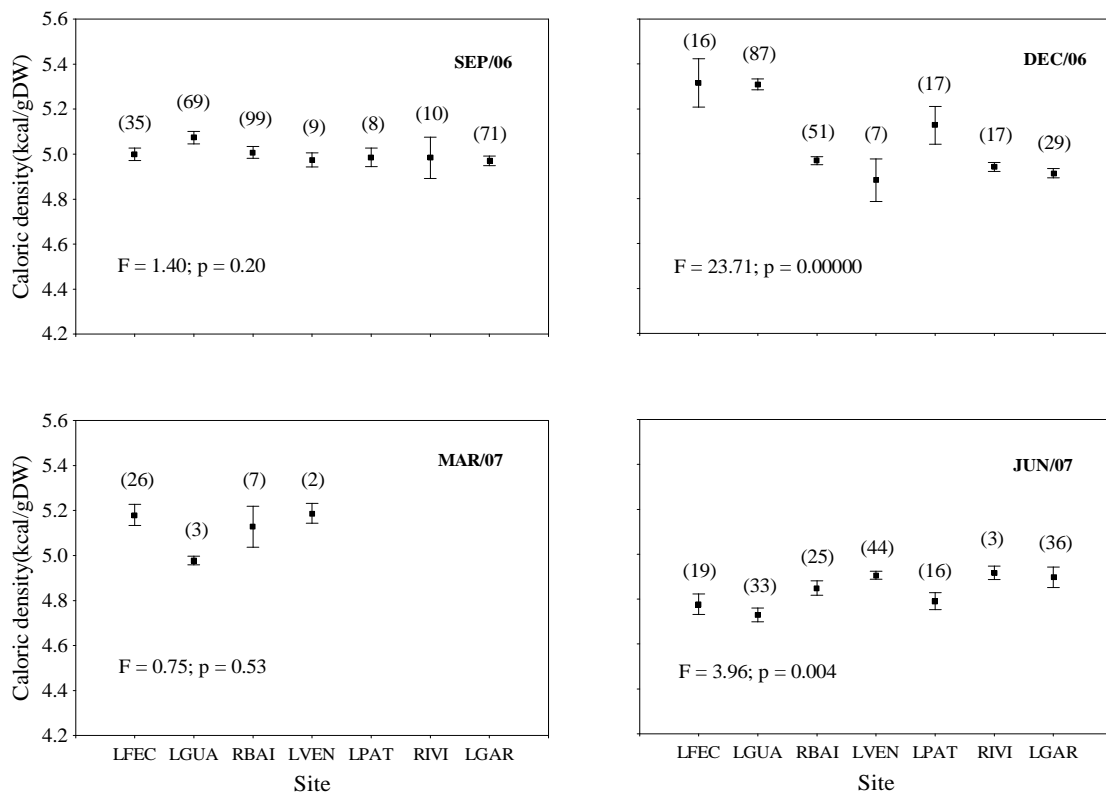 Caloric density(kcal/gDW)
5.6
5.4
5.2
5.0
4.8
4.6
4.4
4.2
SEP/06
(35) (69) (99) (9) (8) (10) (71)
F = 1.40; p = 0.20
DEC/06
(16) (87) (51) (7) (17) (17) (29)
F = 23.71; p = 0.00000
Caloric density(kcal/gDW)
5.6
5.4
5.2
5.0
4.8
4.6
4.4
4.2
MAR/07
(26) (3) (7) (2)
F = 0.75; p = 0.53
LFEC LGUA RBAI LVEN LPAT RIVI LGAR
Site
JUN/07
(19) (33) (25) (44) (16) (3) (36)
F = 3.96; p = 0.004
LFEC LGUA RBAI LVEN LPAT RIVI LGAR
Site